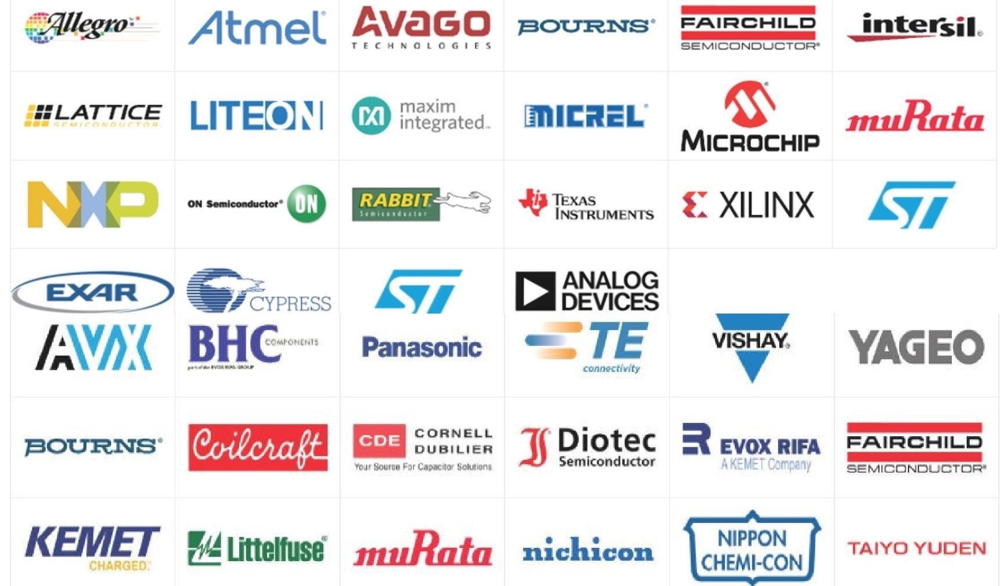 Allegro™
Atmel®
AVAGO
TECHNOLOGIES
BOURNS®
FAIRCHILD
SEMICONDUCTOR®
intersil®
LATTICE
SEMICONDUCTOR.
LITEON
maxim
integrated™
MICREL®
MICROCHIP
muRata
NXP
ON Semiconductor® ON
RABBIT
Semiconductor
TEXAS
INSTRUMENTS
XILINX
ST
EXAR
CYPRESS
ST
ANALOG
DEVICES
AVX
BHC COMPONENTS
part of the EVOX RIFA GROUP
Panasonic
TE
connectivity
VISHAY®
YAGEO
BOURNS®
Coilcraft
CDE CORNELL
DUBILIER
Your Source For Capacitor Solutions
Diotec
Semiconductor
EVOX RIFA
A KEMET Company
FAIRCHILD
SEMICONDUCTOR®
KEMET
CHARGED.™
Littelfuse®
muRata
nichicon
NIPPON
CHEMI-CON
TAIYO YUDEN